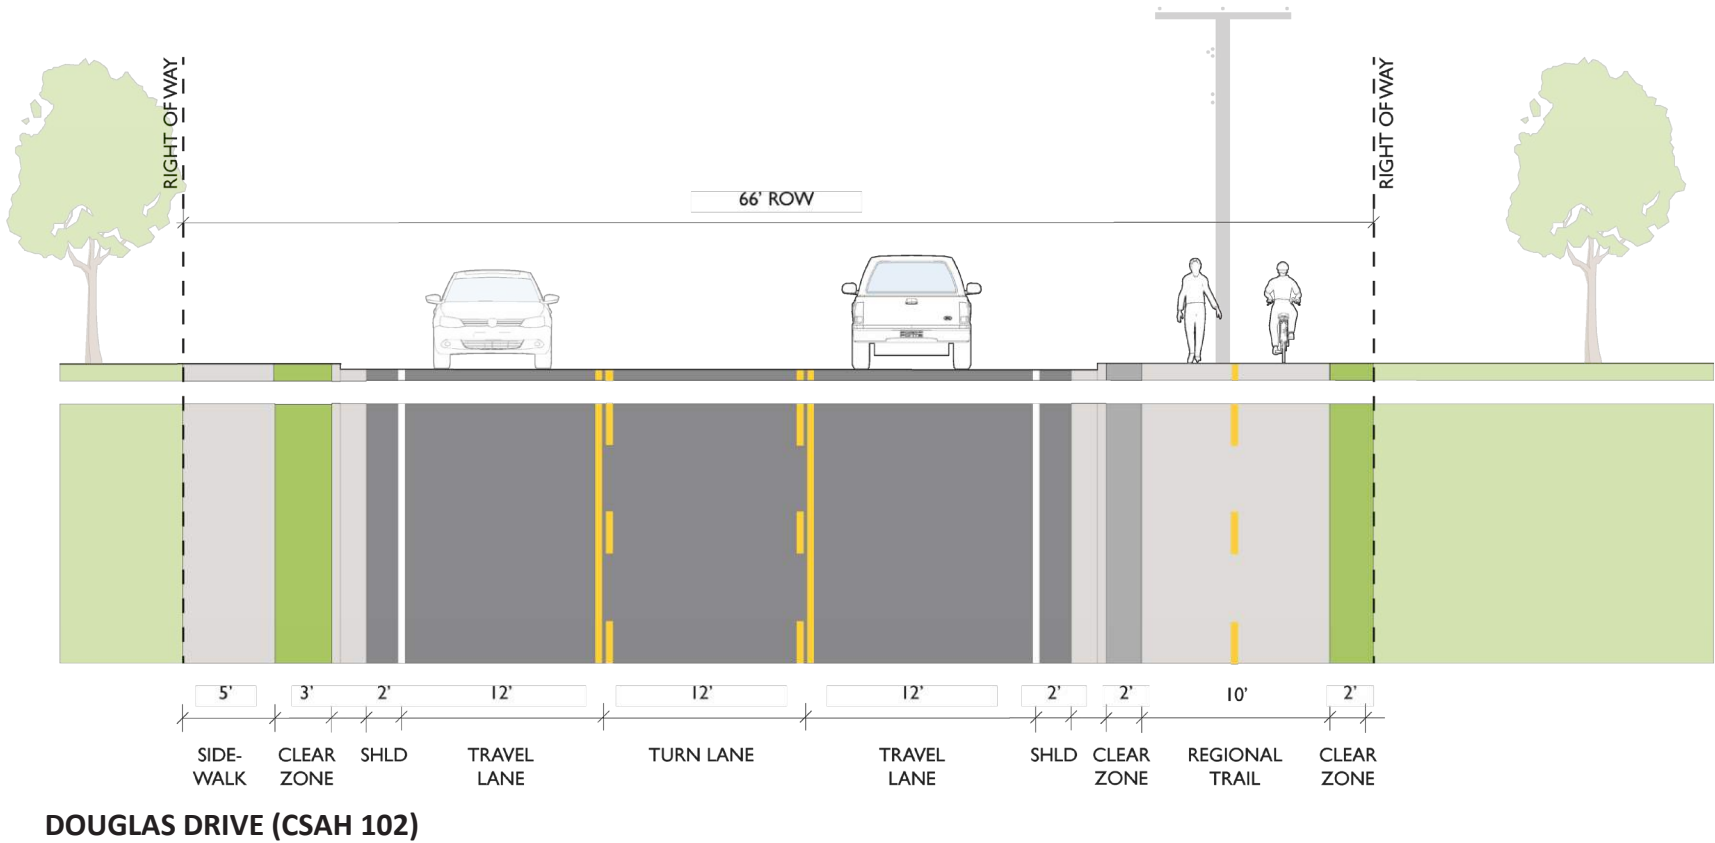 RIGHT OF WAY
RIGHT OF WAY
66’ ROW
5’ 3’ 2’ 12’ 12’ 12’ 2’ 2’ 10’ 2’
SIDE-
WALK
CLEAR
ZONE
SHLD
TRAVEL
LANE
TURN LANE
TRAVEL
LANE
SHLD
CLEAR
ZONE
REGIONAL
TRAIL
CLEAR
ZONE
DOUGLAS DRIVE (CSAH 102)